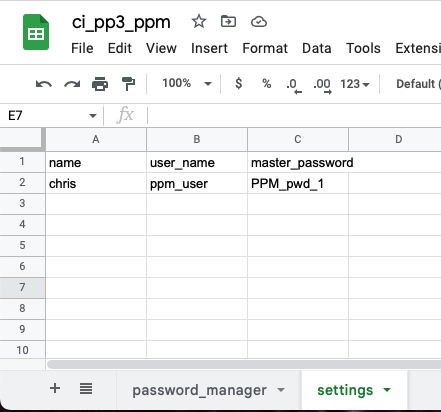 ci_pp3_ppm
File Edit View Insert Format Data Tools Extensi
100% $ % .0 .00 123 Default (
E7 fx
A B C D
1 name user_name master_password
2 chris ppm_user PPM_pwd_1
3
4
5
6
7
8
9
10
+ password_manager settings